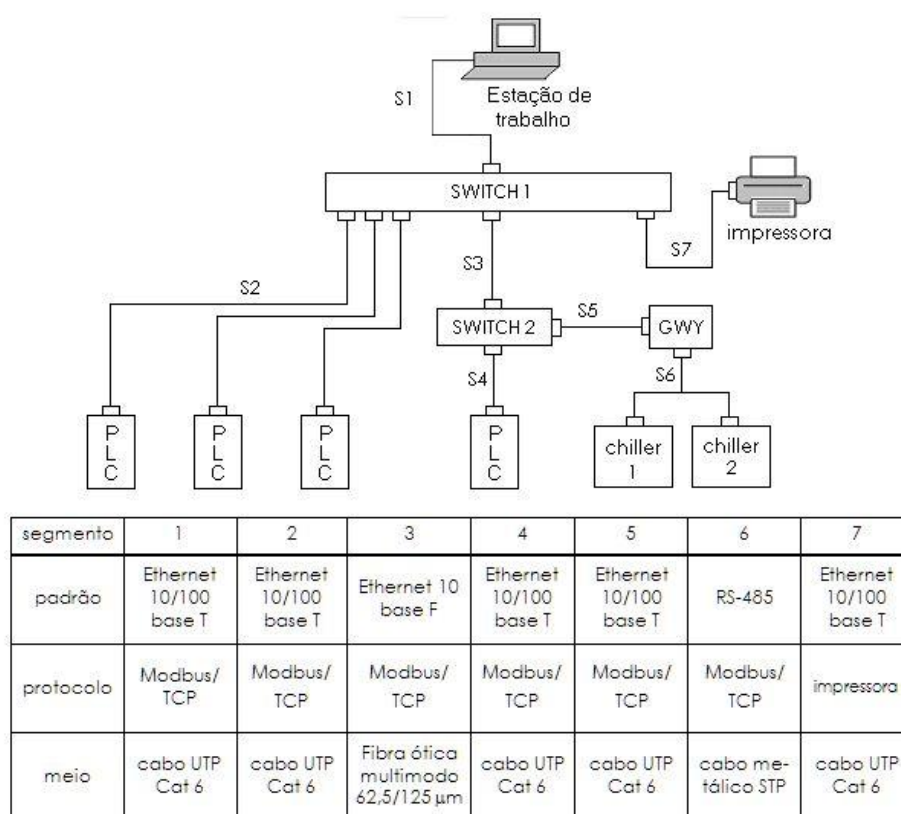 S1
Estação de
trabalho
SWITCH 1
impressora
S7
S2
S3
SWITCH 2
S5
GWY
S4
S6
PLC
PLC
PLC
PLC
chiller
1
chiller
2
segmento 1 2 3 4 5 6 7
padrão Ethernet 10/100 base T Ethernet 10/100 base T Ethernet 10 base F Ethernet 10/100 base T Ethernet 10/100 base T RS-485 Ethernet 10/100 base T
protocolo Modbus/ TCP Modbus/ TCP Modbus/ TCP Modbus/ TCP Modbus/ TCP Modbus/ TCP impressora
meio cabo UTP Cat 6 cabo UTP Cat 6 Fibra ótica multimodo 62,5/125 µm cabo UTP Cat 6 cabo UTP Cat 6 cabo me- tálico STP cabo UTP Cat 6